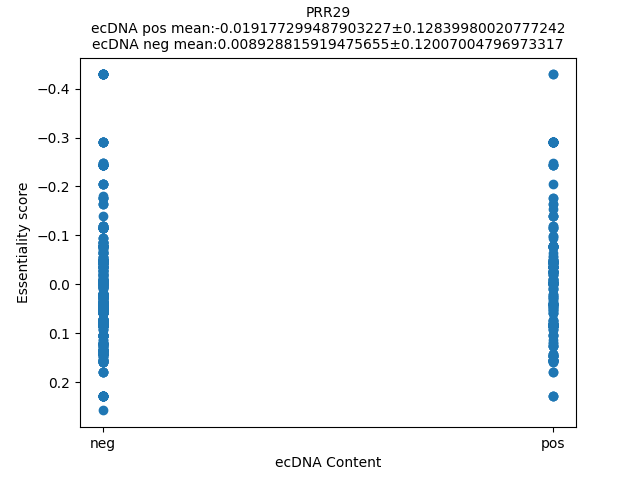 PRR29
ecDNA pos mean:-0.019177299487903227±0.12839980020777242
ecDNA neg mean:0.008928815919475655±0.12007004796973317
−0.4
−0.3
−0.2
−0.1
0.0
0.1
0.2
Essentiality score
neg
pos
ecDNA Content